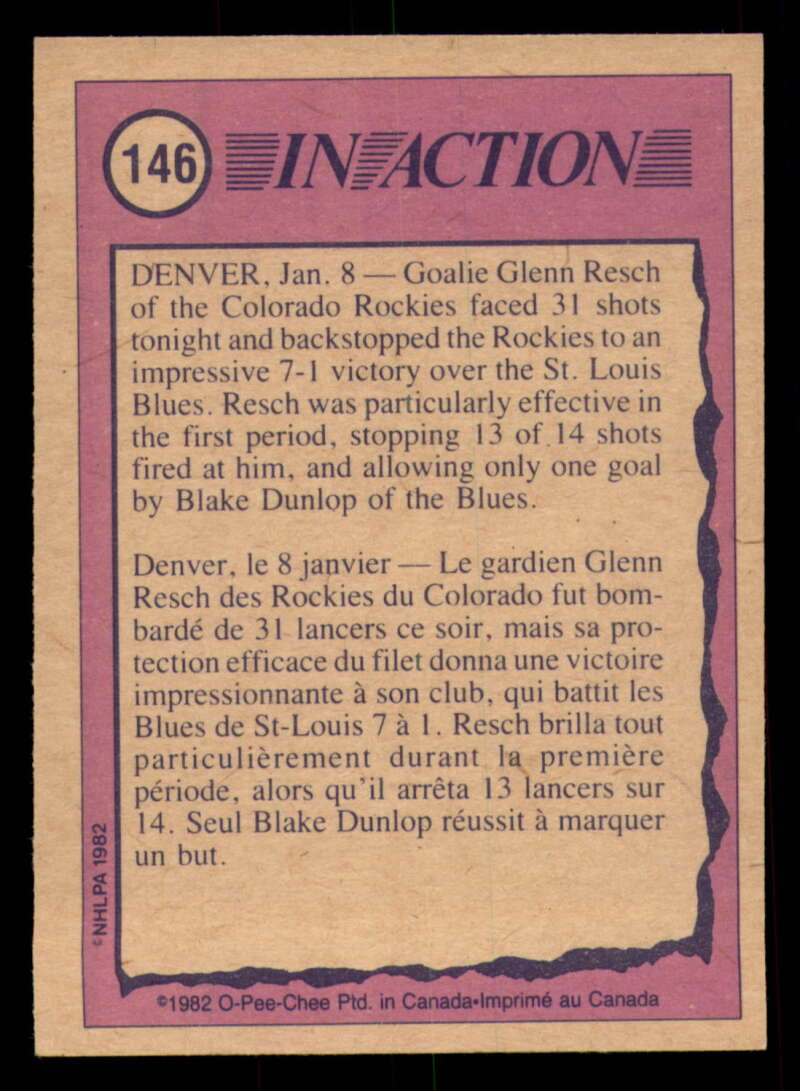 146
IN ACTION
DENVER, Jan. 8 — Goalie Glenn Resch
of the Colorado Rockies faced 31 shots
tonight and backstopped the Rockies to an
impressive 7-1 victory over the St. Louis
Blues. Resch was particularly effective in
the first period, stopping 13 of 14 shots
fired at him, and allowing only one goal
by Blake Dunlop of the Blues.
Denver, le 8 janvier — Le gardien Glenn
Resch des Rockies du Colorado fut bom-
bardé de 31 lancers ce soir, mais sa pro-
tection efficace du filet donna une victoire
impressionnante à son club, qui battit les
Blues de St-Louis 7 à 1. Resch brilla tout
particulièrement durant la première
période, alors qu'il arrêta 13 lancers sur
14. Seul Blake Dunlop réussit à marquer
un but.
©NHLPA 1982
©1982 O-Pee-Chee Ptd. in Canada•Imprimé au Canada